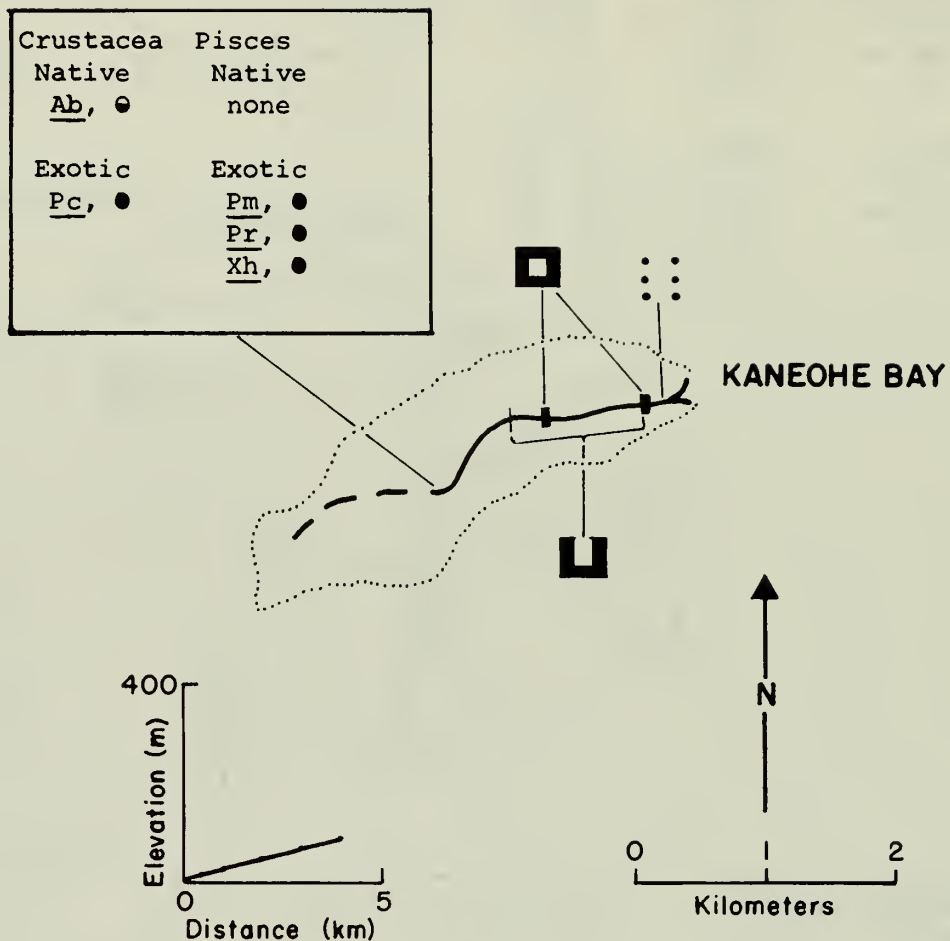 Crustacea Pisces
Native Native
Ab, none
Exotic Exotic
Pc, Pm,
Pr,
Xh,
KANEOHE BAY
400
Elevation (m)
0 5
Distance (km)
N
0 1 2
Kilometers